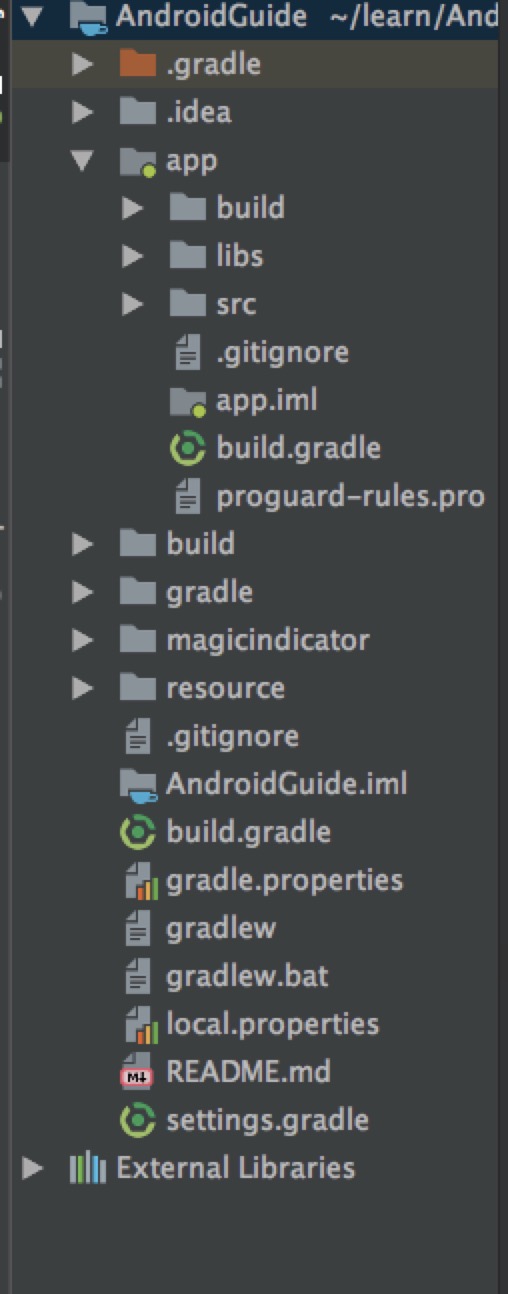 AndroidGuide ~/learn/And
.gradle
.idea
app
build
libs
src
.gitignore
app.iml
build.gradle
proguard-rules.pro
build
gradle
magicindicator
resource
.gitignore
AndroidGuide.iml
build.gradle
gradle.properties
gradlew
gradlew.bat
local.properties
M↓ README.md
settings.gradle
External Libraries